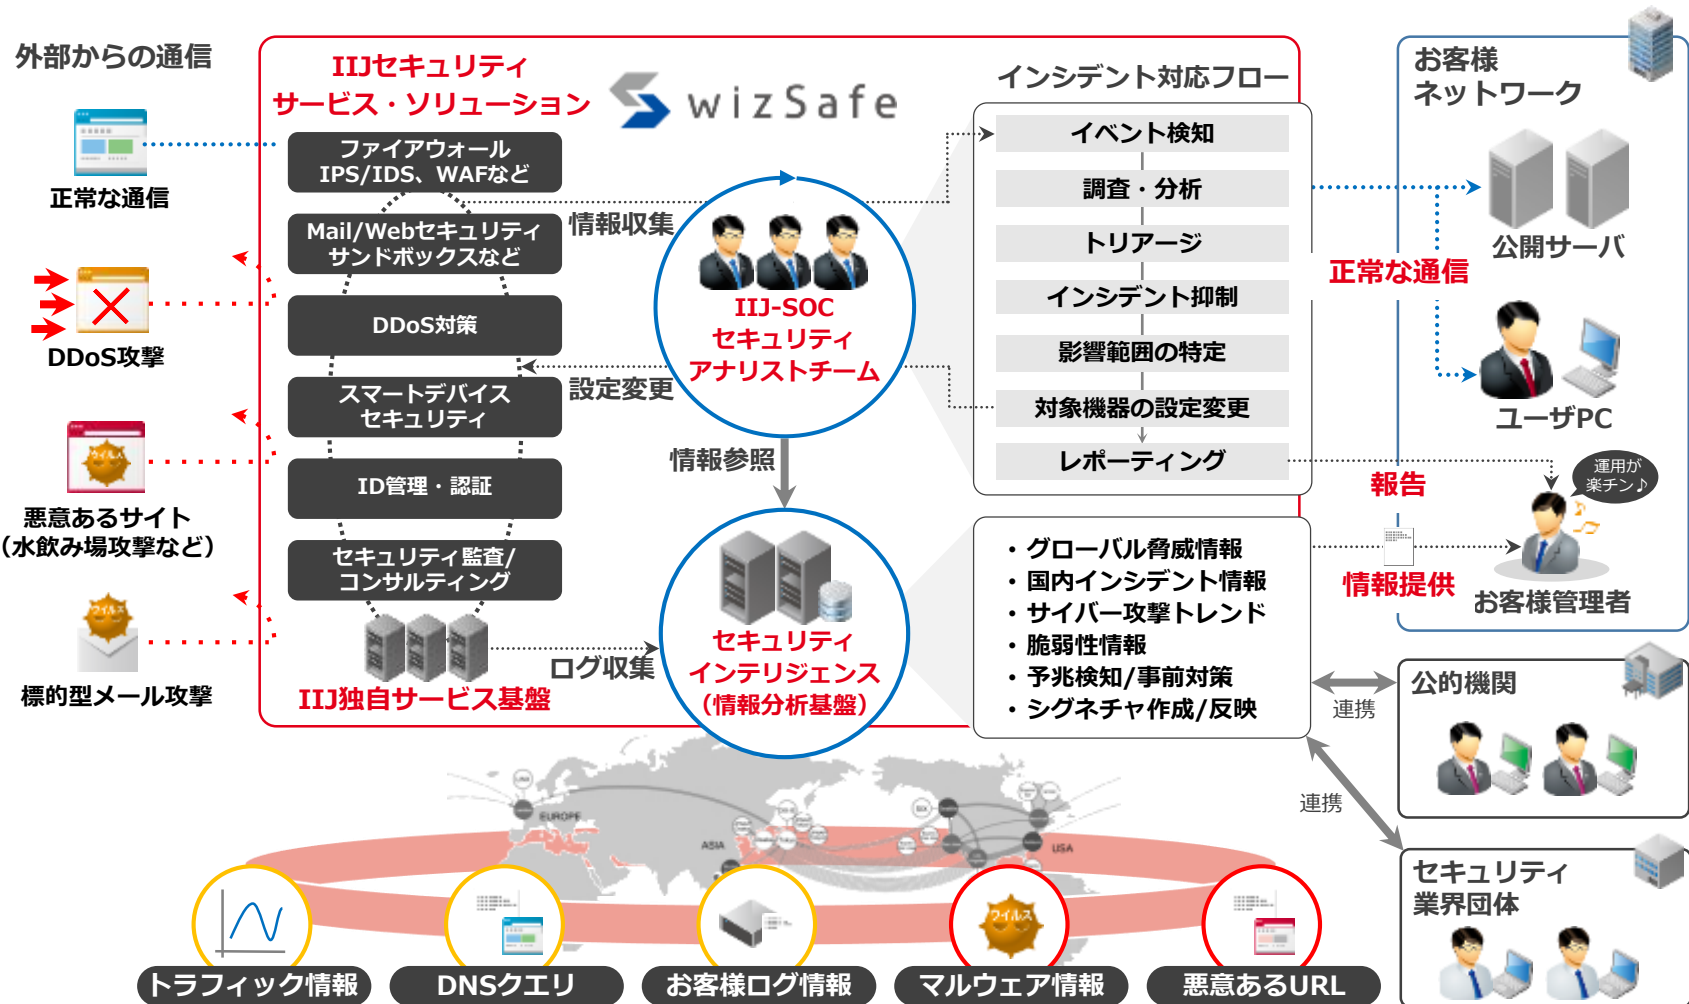 外部からの通信
正常な通信
DDoS攻撃
悪意あるサイト
（水飲み場攻撃など）
標的型メール攻撃
ウイルス
ウイルス
IIJセキュリティ
サービス・ソリューション
wizSafe
ファイアウォール
IPS/IDS、WAFなど
Mail/Webセキュリティ
サンドボックスなど
DDoS対策
スマートデバイス
セキュリティ
ID管理・認証
セキュリティ監査/
コンサルティング
IIJ独自サービス基盤
情報収集
設定変更
情報参照
ログ収集
IIJ-SOC
セキュリティ
アナリストチーム
セキュリティ
インテリジェンス
（情報分析基盤）
インシデント対応フロー
イベント検知
調査・分析
トリアージ
インシデント抑制
影響範囲の特定
対象機器の設定変更
レポーティング
・グローバル脅威情報
・国内インシデント情報
・サイバー攻撃トレンド
・脆弱性情報
・予兆検知/事前対策
・シグネチャ作成/反映
正常な通信
報告
情報提供
連携
連携
お客様
ネットワーク
公開サーバ
ユーザPC
運用が
楽チン♪
お客様管理者
公的機関
セキュリティ
業界団体
EUROPE
ASIA
USA
ウイルス
トラフィック情報
DNSクエリ
お客様ログ情報
マルウェア情報
悪意あるURL